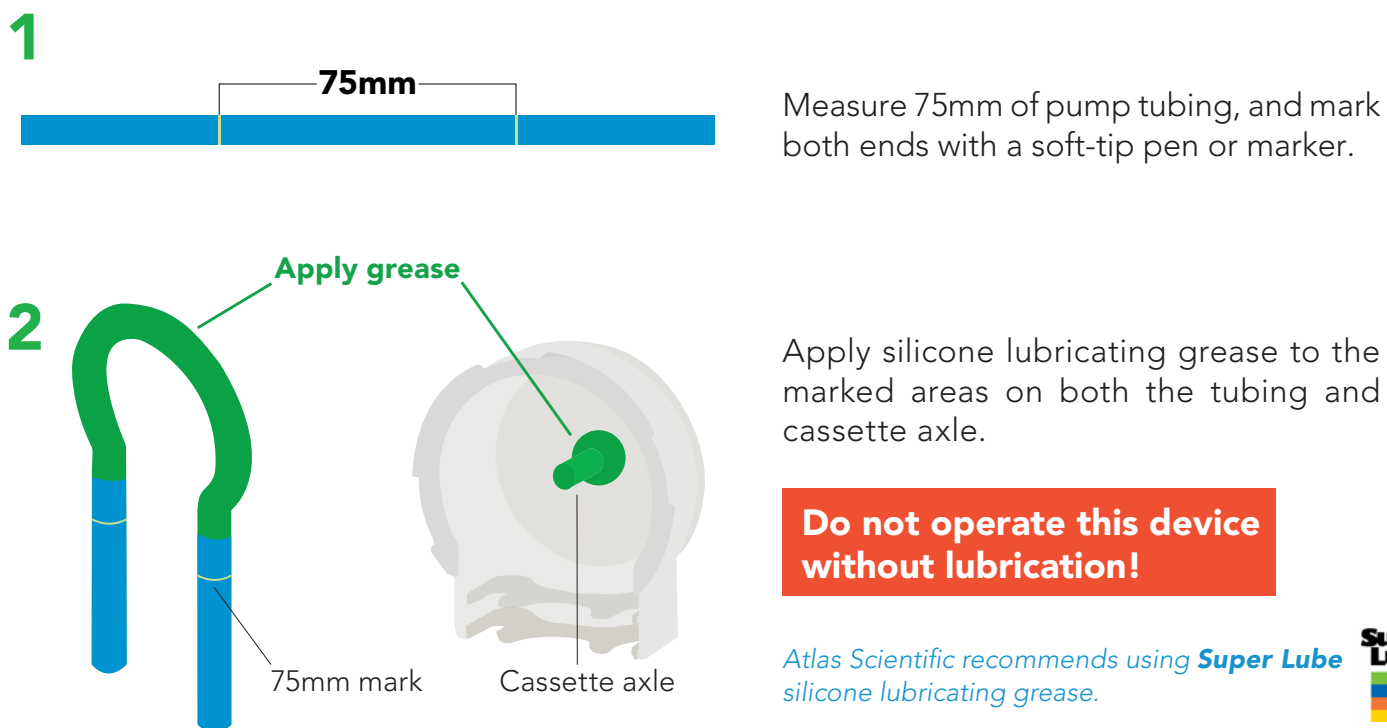 1
75mm
Measure 75mm of pump tubing, and mark
both ends with a soft-tip pen or marker.
2
Apply grease
Apply silicone lubricating grease to the
marked areas on both the tubing and
cassette axle.
Do not operate this device
without lubrication!
75mm mark
Cassette axle
Atlas Scientific recommends using Super Lube
silicone lubricating grease.